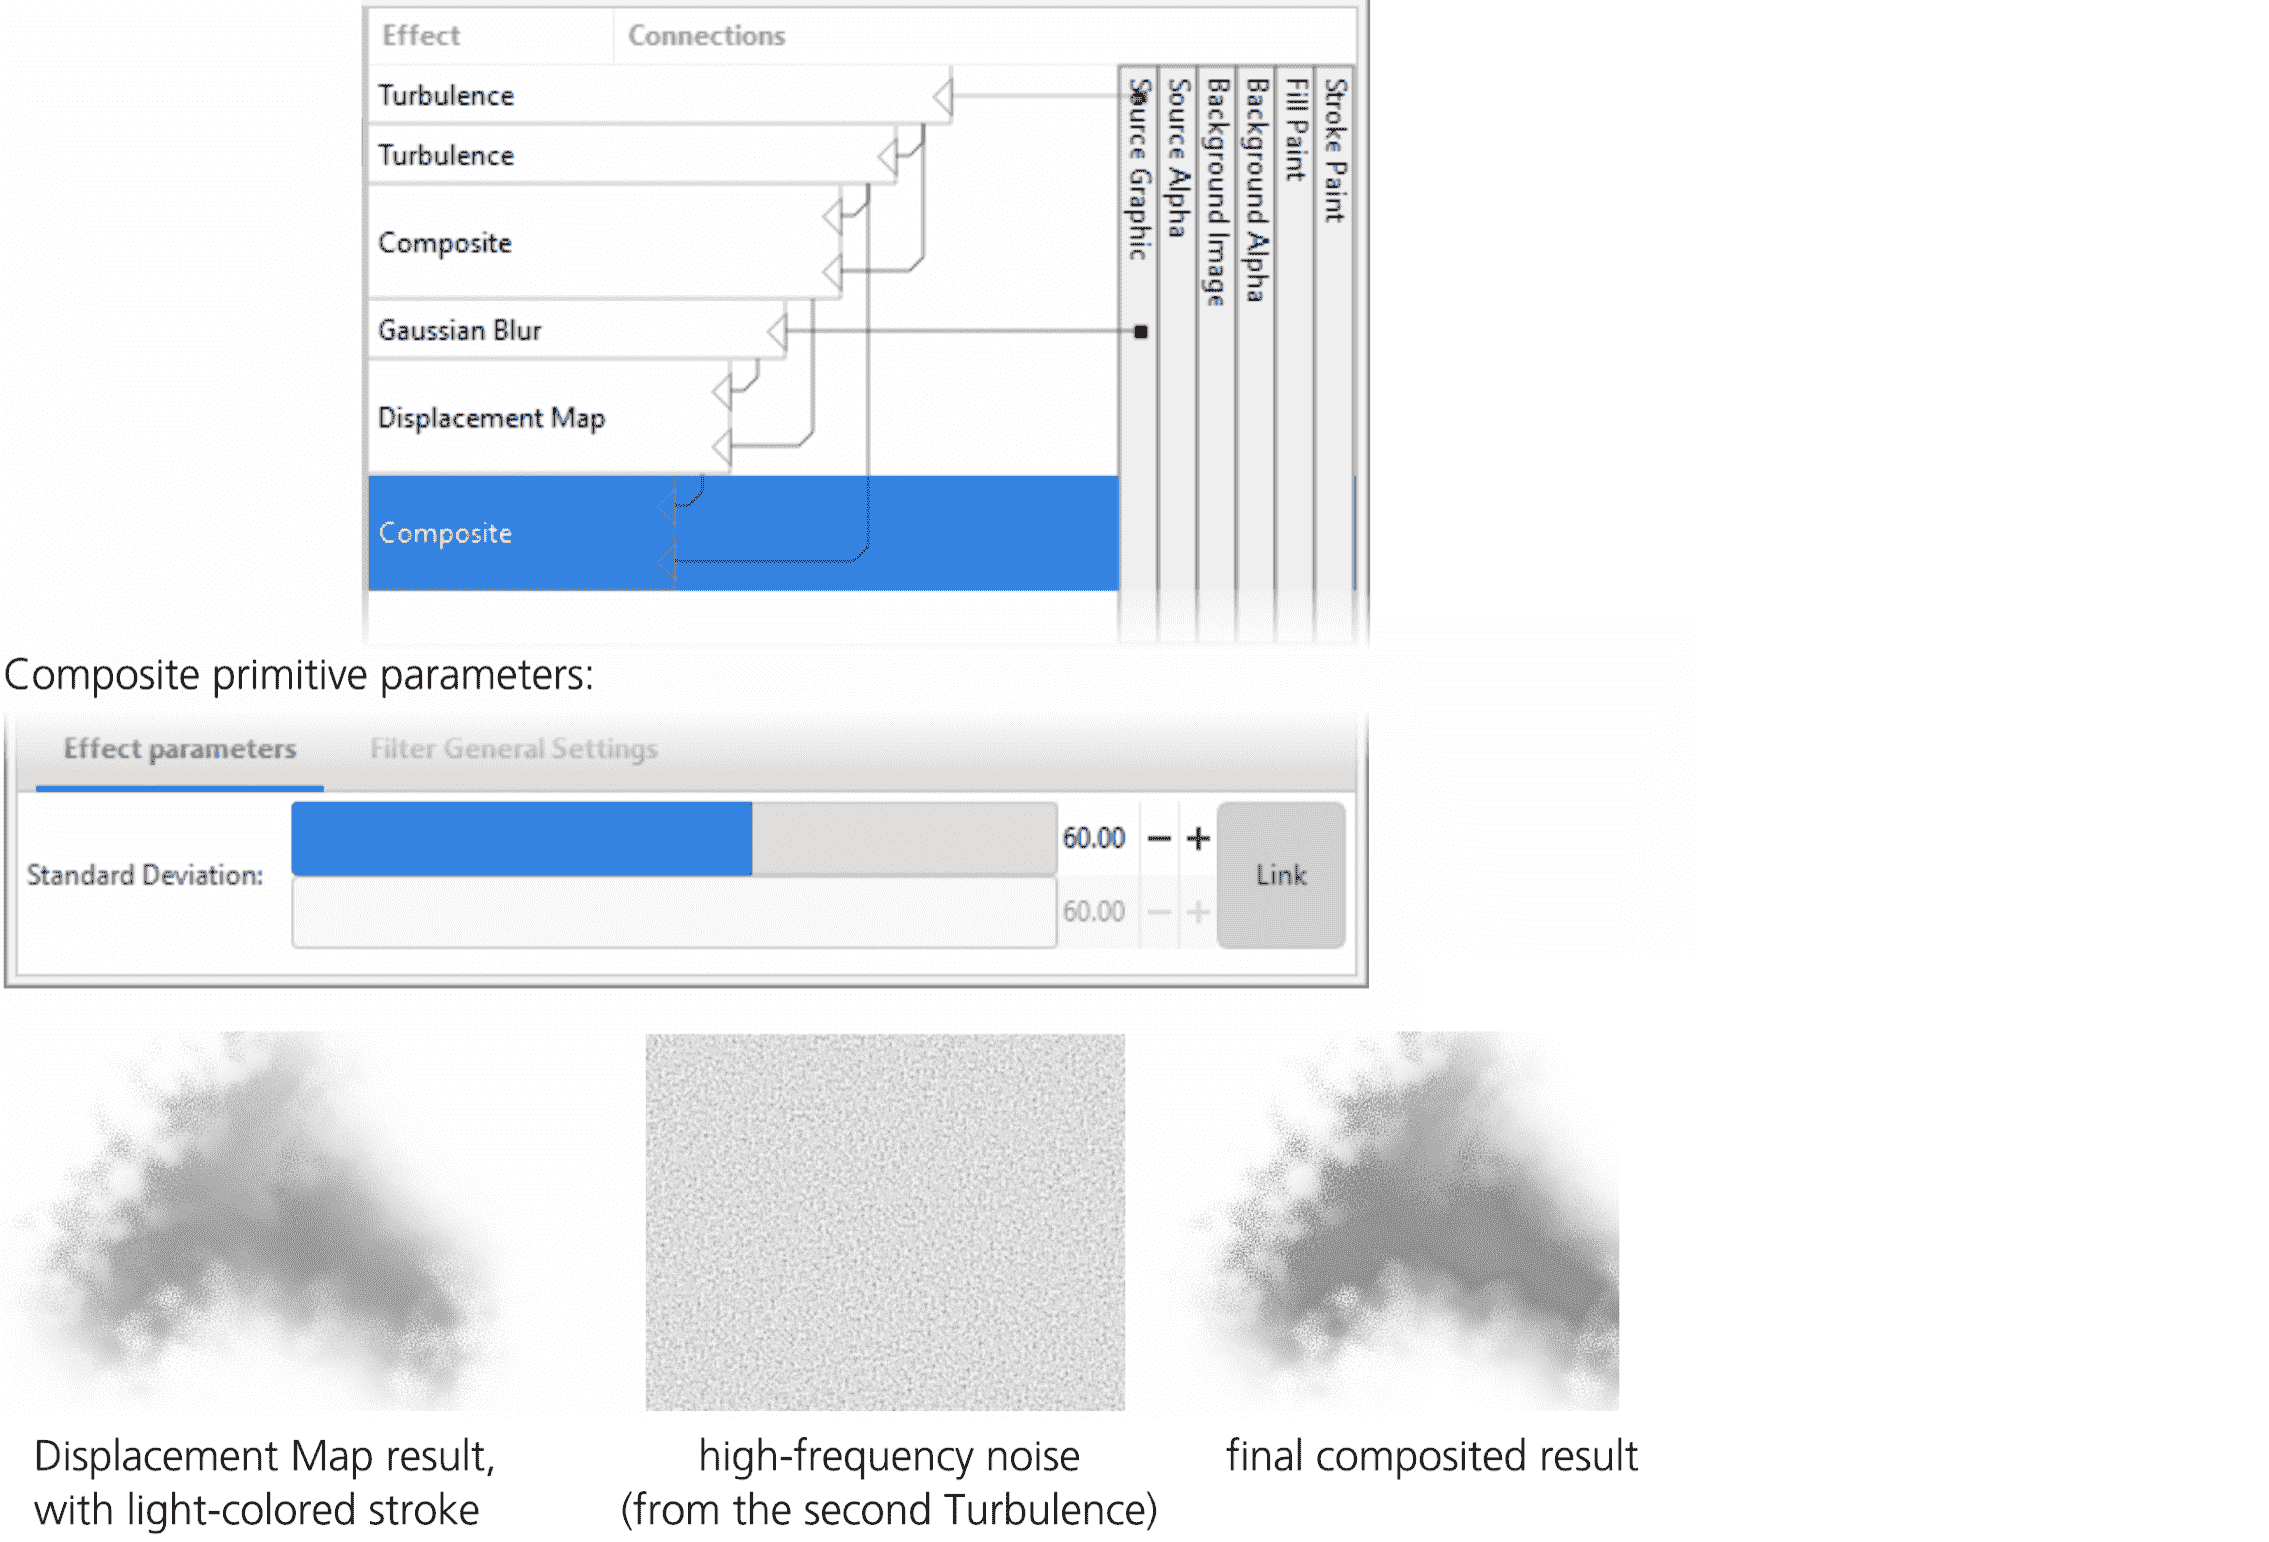 Effect Connections
Turbulence
Turbulence
Composite
Gaussian Blur
Displacement Map
Composite
Source Graphic
Source Alpha
Background Image
Background Alpha
Fill Paint
Stroke Paint
Composite primitive parameters:
Effect parameters Filter General Settings
Standard Deviation:
60.00 − +
60.00 − +
Link
Displacement Map result,
with light-colored stroke
high-frequency noise
(from the second Turbulence)
final composited result